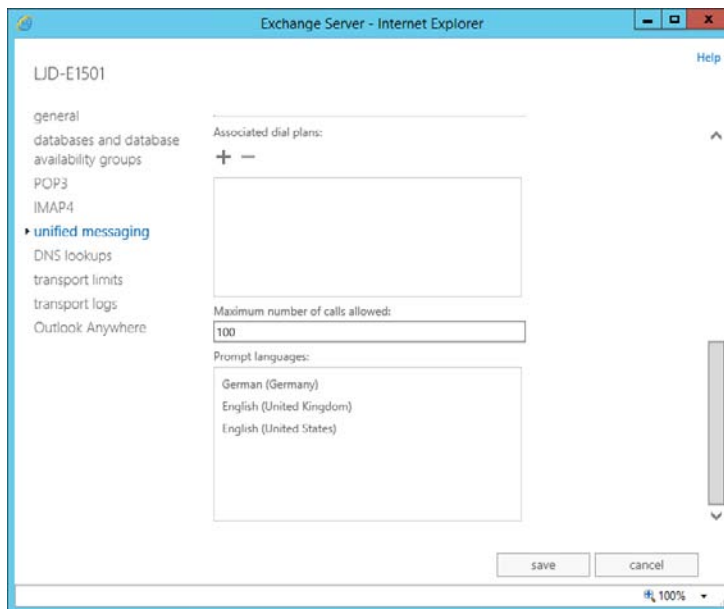 Exchange Server - Internet Explorer
Help
LJD-E1501
general
databases and database
availability groups
POP3
IMAP4
unified messaging
DNS lookups
transport limits
transport logs
Outlook Anywhere
Associated dial plans:
Maximum number of calls allowed:
100
Prompt languages:
German (Germany)
English (United Kingdom)
English (United States)
save
cancel
100%